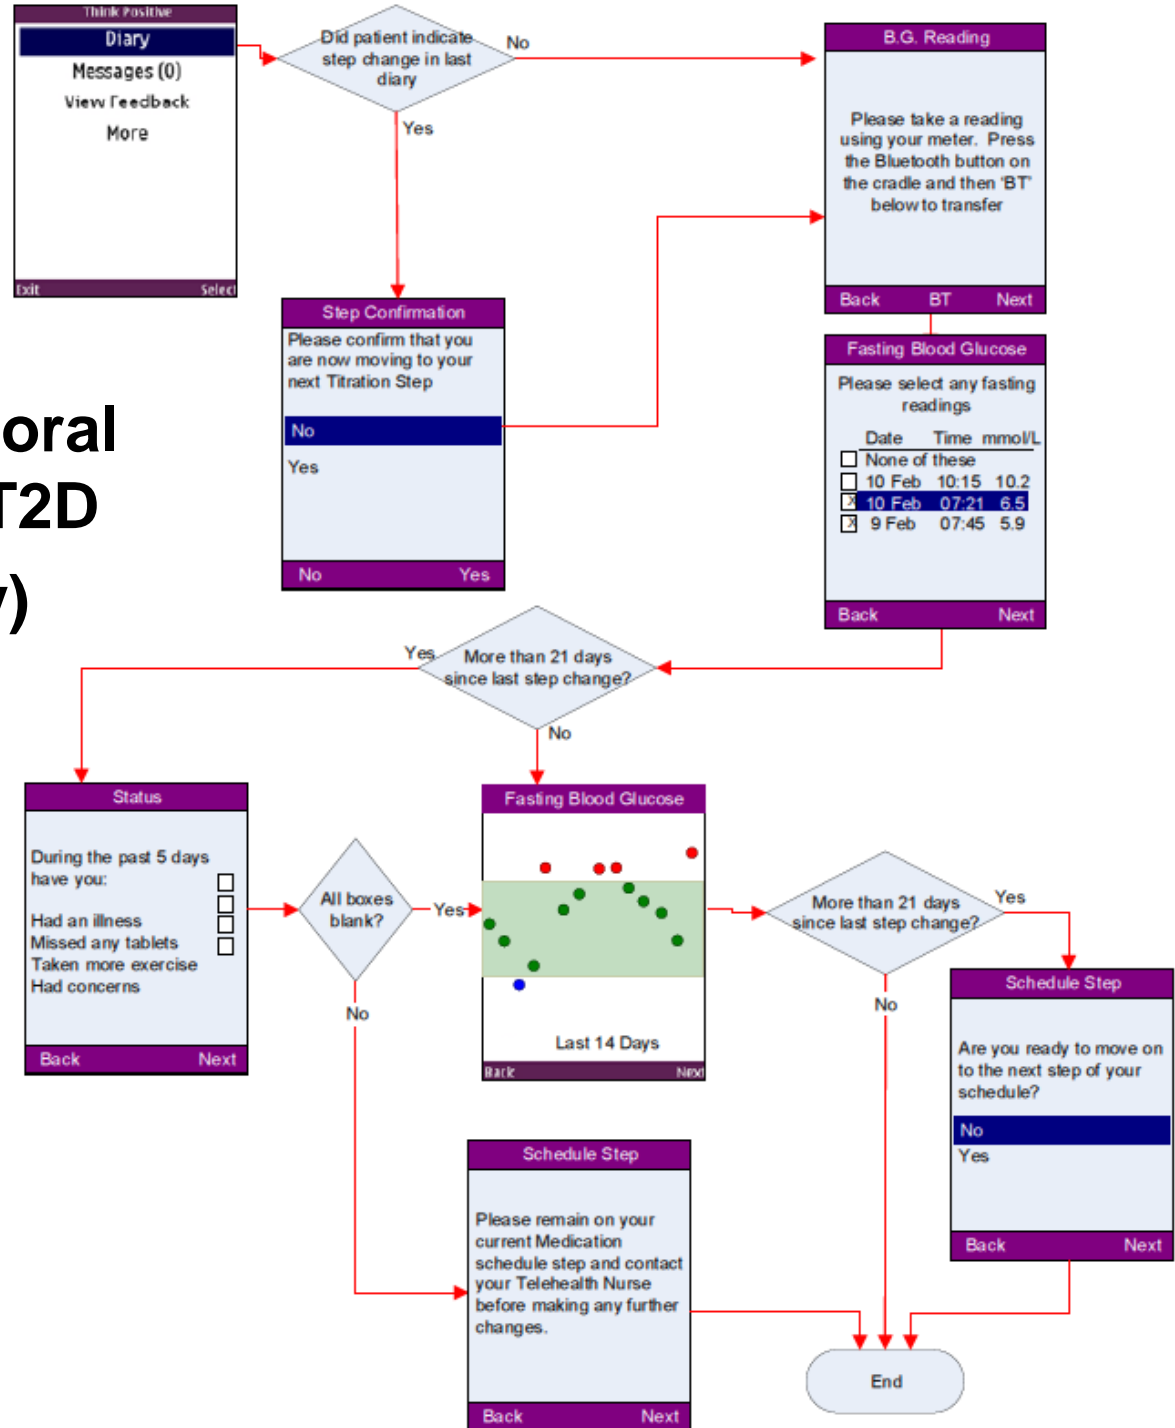 Think Positive
Diary
Messages (0)
View Feedback
More
Exit Select
Did patient indicate
step change in last
diary
No
Yes
B.G. Reading
Please take a reading
using your meter. Press
the Bluetooth button on
the cradle and then 'BT'
below to transfer
Back BT Next
Step Confirmation
Please confirm that you
are now moving to your
next Titration Step
No
Yes
No Yes
Fasting Blood Glucose
Please select any fasting
readings
Date Time mmol/L
None of these
10 Feb 10:15 10.2
x 10 Feb 07:21 6.5
x 9 Feb 07:45 5.9
Back Next
oral
T2D
y)
More than 21 days
since last step change?
Yes
No
Status
During the past 5 days
have you:
Had an illness
Missed any tablets
Taken more exercise
Had concerns
Back Next
All boxes
blank?
Yes
No
Fasting Blood Glucose
Last 14 Days
Back Next
More than 21 days
since last step change?
Yes
No
Schedule Step
Are you ready to move on
to the next step of your
schedule?
No
Yes
Back Next
Schedule Step
Please remain on your
current Medication
schedule step and contact
your Telehealth Nurse
before making any further
changes.
Back Next
End